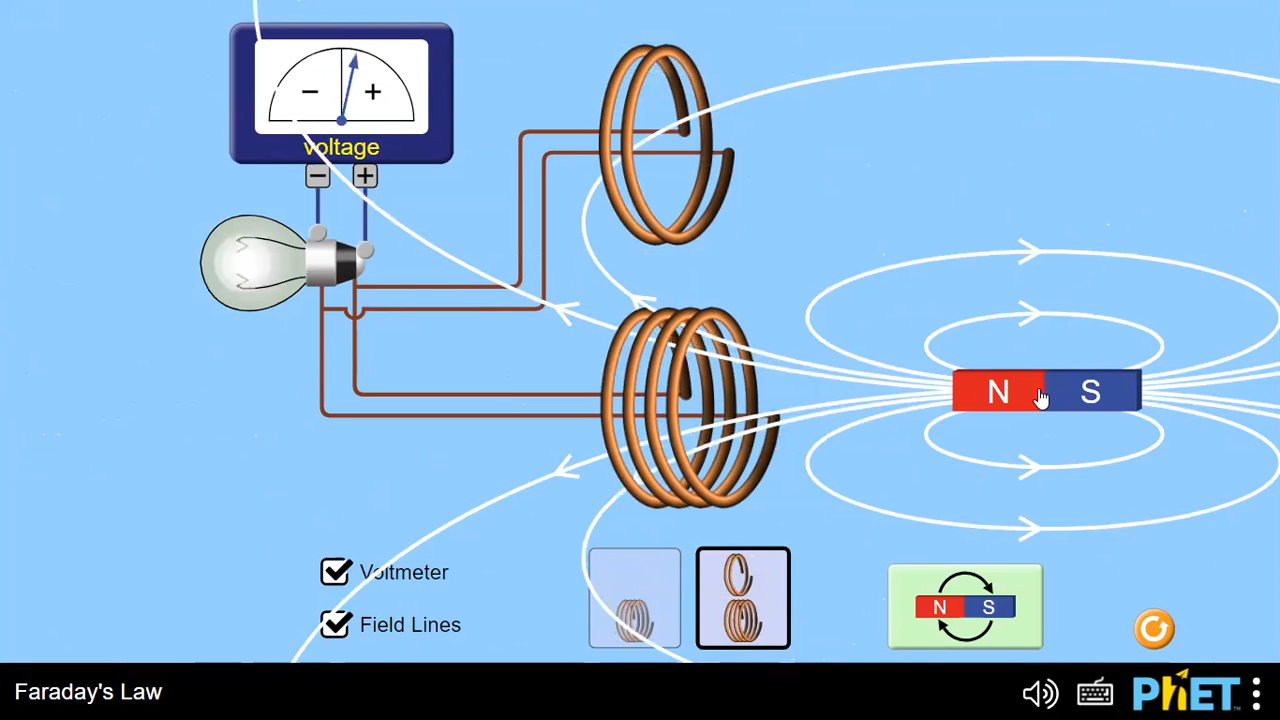 − +
voltage
− +
N S
Voltmeter
Field Lines
N S
Faraday's Law
PhET